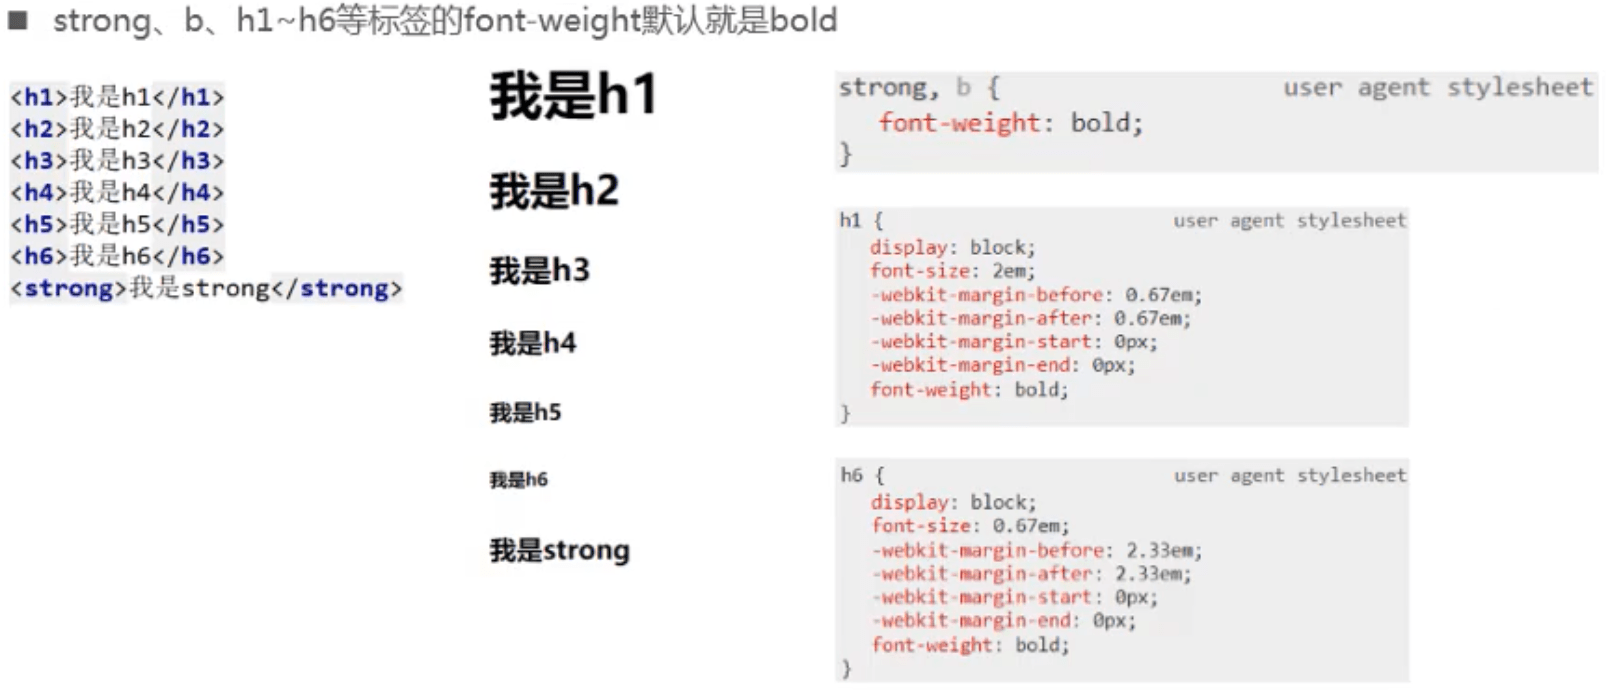 ■ strong、b、h1~h6等标签的font-weight默认就是bold
<h1>我是h1</h1>
<h2>我是h2</h2>
<h3>我是h3</h3>
<h4>我是h4</h4>
<h5>我是h5</h5>
<h6>我是h6</h6>
<strong>我是strong</strong>
我是h1
我是h2
我是h3
我是h4
我是h5
我是h6
我是strong
strong, b { user agent stylesheet
font-weight: bold;
}
h1 { user agent stylesheet
display: block;
font-size: 2em;
-webkit-margin-before: 0.67em;
-webkit-margin-after: 0.67em;
-webkit-margin-start: 0px;
-webkit-margin-end: 0px;
font-weight: bold;
}
h6 { user agent stylesheet
display: block;
font-size: 0.67em;
-webkit-margin-before: 2.33em;
-webkit-margin-after: 2.33em;
-webkit-margin-start: 0px;
-webkit-margin-end: 0px;
font-weight: bold;
}